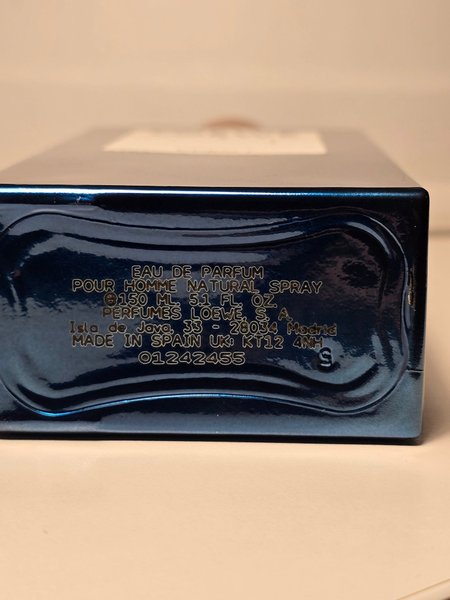 EAU DE PARFUM
POUR HOMME NATURAL SPRAY
℮150 ML 5.1 FL. OZ.
PERFUMES LOEWE, S. A.
Isla de Java, 33 - 28034 Madrid
MADE IN SPAIN UK: KT12 4NH
01242455
S